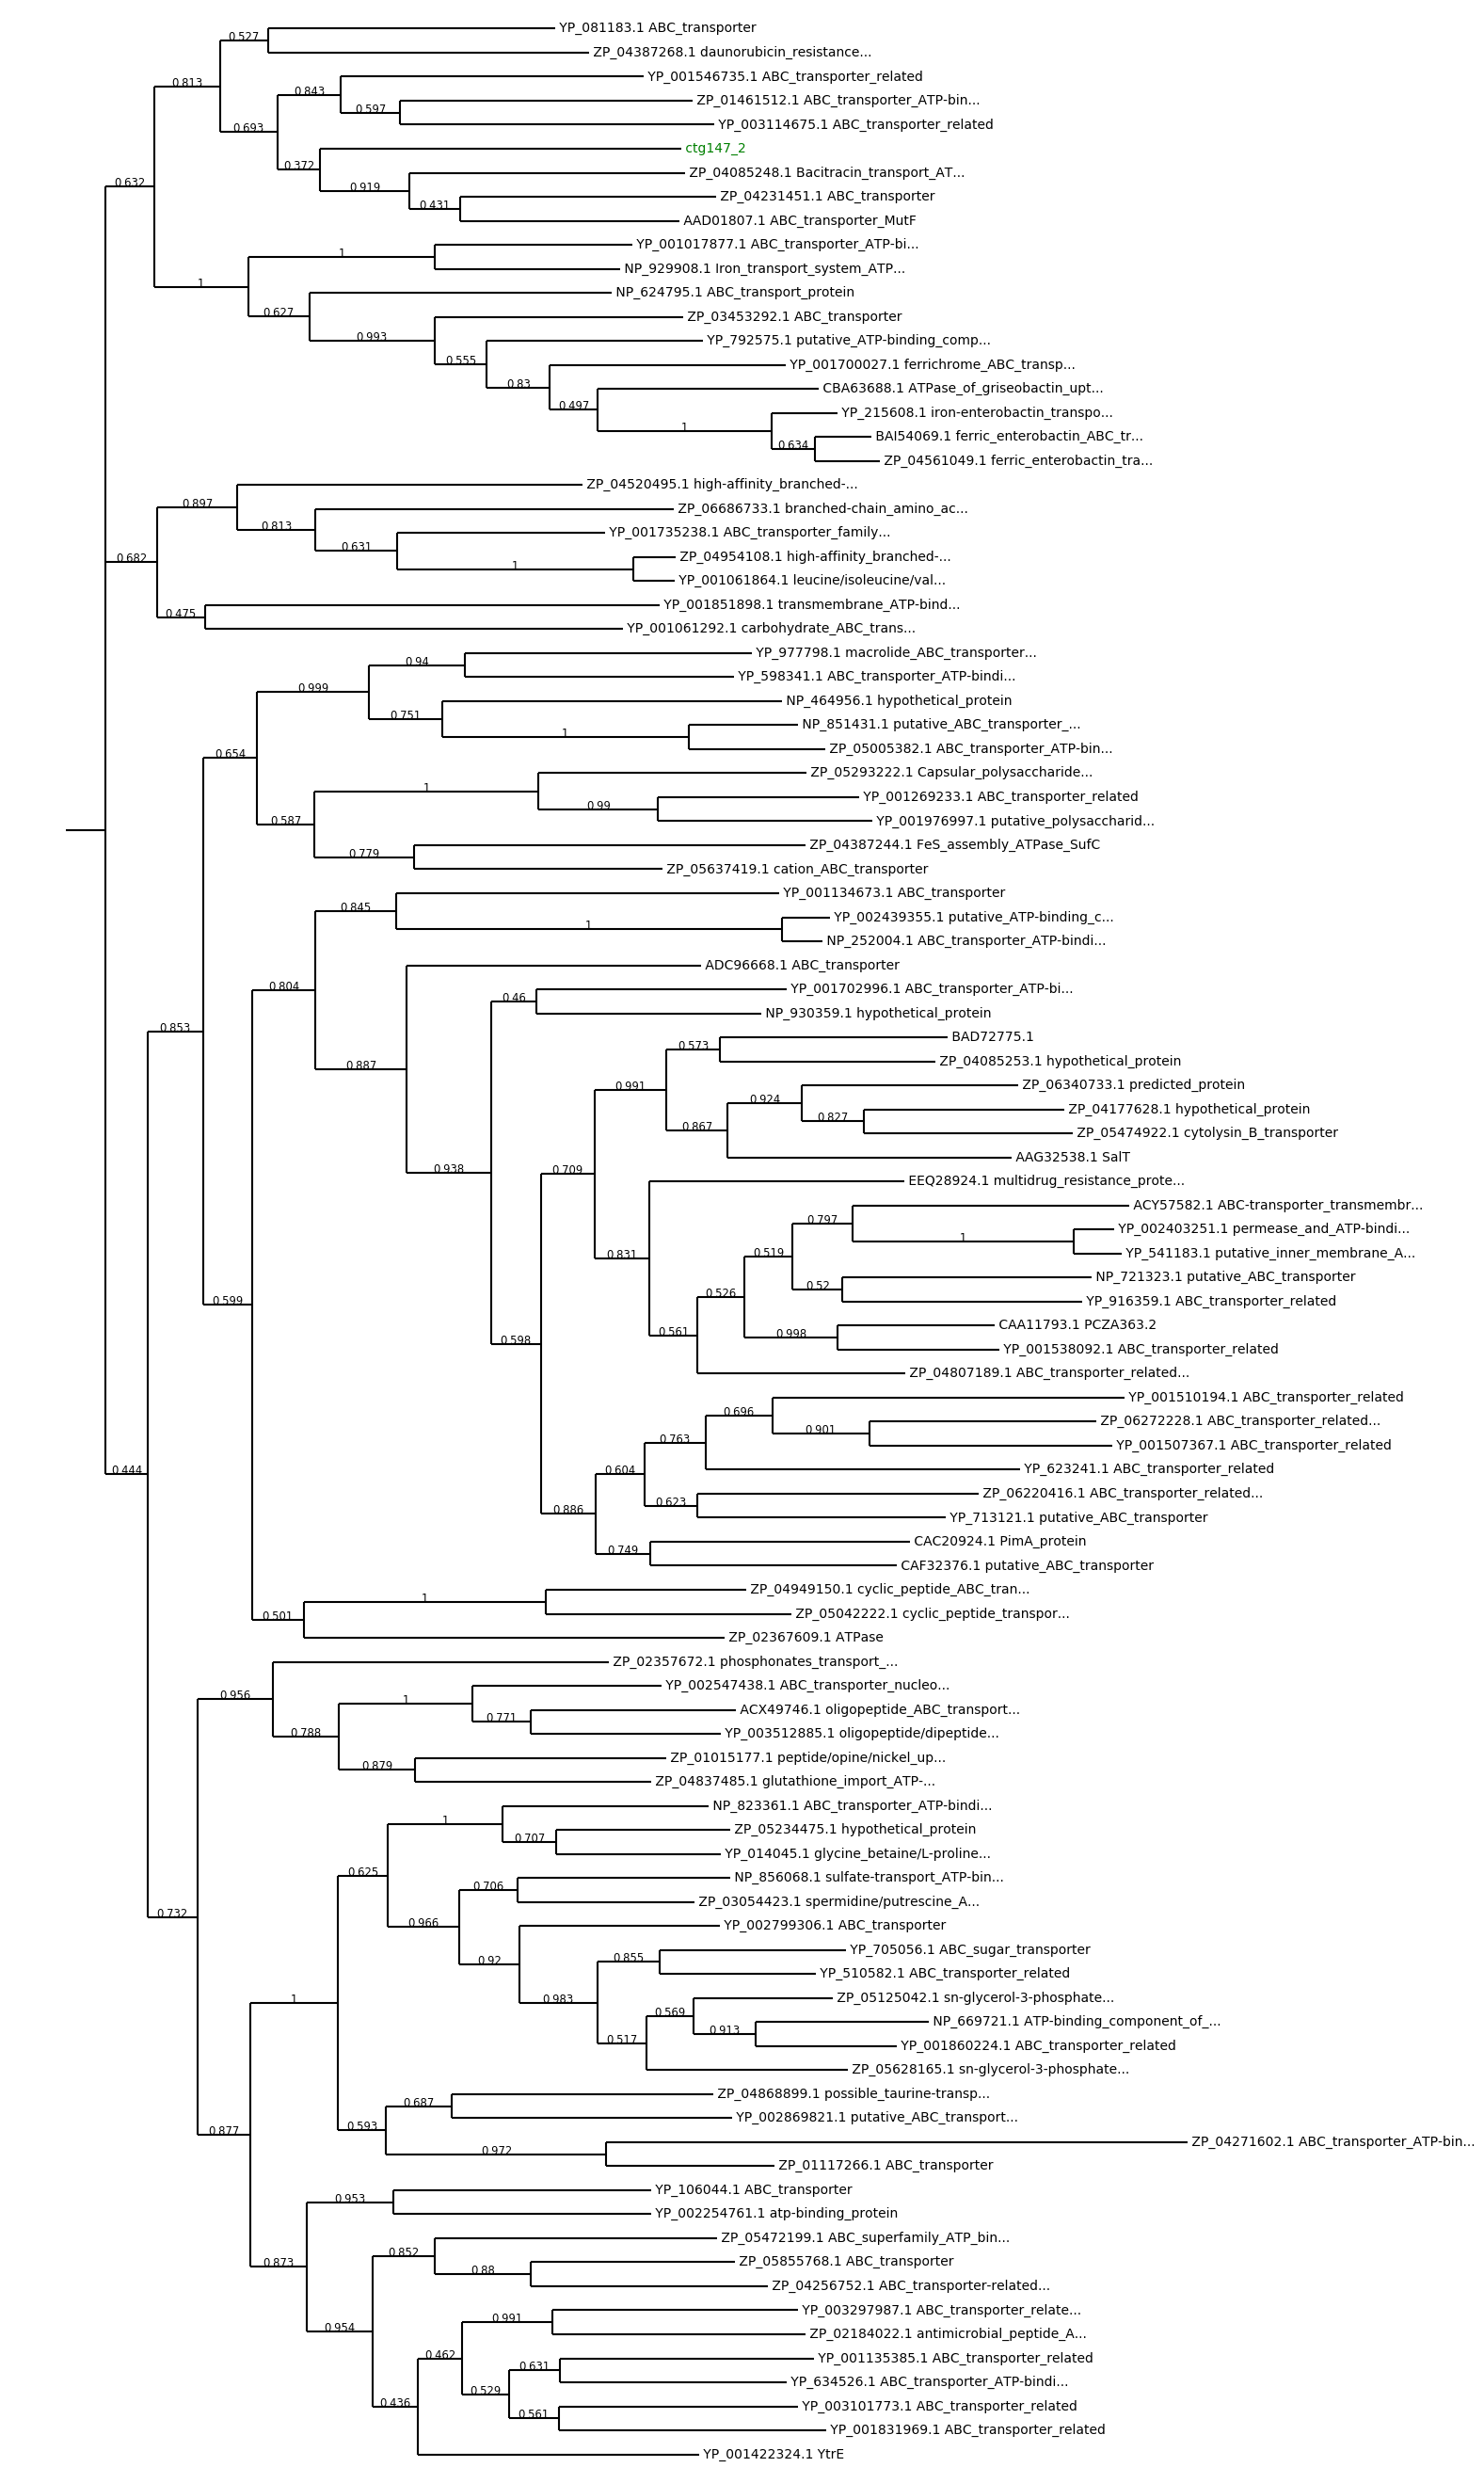 YP_081183.1 ABC_transporter
0.527
ZP_04387268.1 daunorubicin_resistance...
0.813
YP_001546735.1 ABC_transporter_related
0.843
ZP_01461512.1 ABC_transporter_ATP-bin...
0.597
YP_003114675.1 ABC_transporter_related
0.693
ctg147_2
0.372
ZP_04085248.1 Bacitracin_transport_AT...
0.919
ZP_04231451.1 ABC_transporter
0.431
AAD01807.1 ABC_transporter_MutF
0.632
YP_001017877.1 ABC_transporter_ATP-bi...
1
NP_929908.1 Iron_transport_system_ATP...
1
NP_624795.1 ABC_transport_protein
0.627
ZP_03453292.1 ABC_transporter
0.993
YP_792575.1 putative_ATP-binding_comp...
0.555
YP_001700027.1 ferrichrome_ABC_transp...
0.83
CBA63688.1 ATPase_of_griseobactin_upt...
0.497
YP_215608.1 iron-enterobactin_transpo...
1
BAI54069.1 ferric_enterobactin_ABC_tr...
0.634
ZP_04561049.1 ferric_enterobactin_tra...
ZP_04520495.1 high-affinity_branched-...
0.897
ZP_06686733.1 branched-chain_amino_ac...
0.813
YP_001735238.1 ABC_transporter_family...
0.631
ZP_04954108.1 high-affinity_branched-...
0.682
1
YP_001061864.1 leucine/isoleucine/val...
YP_001851898.1 transmembrane_ATP-bind...
0.475
YP_001061292.1 carbohydrate_ABC_trans...
YP_977798.1 macrolide_ABC_transporter...
0.94
YP_598341.1 ABC_transporter_ATP-bindi...
0.999
NP_464956.1 hypothetical_protein
0.751
NP_851431.1 putative_ABC_transporter_...
1
ZP_05005382.1 ABC_transporter_ATP-bin...
0.654
ZP_05293222.1 Capsular_polysaccharide...
1
YP_001269233.1 ABC_transporter_related
0.99
YP_001976997.1 putative_polysaccharid...
0.587
ZP_04387244.1 FeS_assembly_ATPase_SufC
0.779
ZP_05637419.1 cation_ABC_transporter
YP_001134673.1 ABC_transporter
0.845
YP_002439355.1 putative_ATP-binding_c...
1
NP_252004.1 ABC_transporter_ATP-bindi...
ADC96668.1 ABC_transporter
0.804
YP_001702996.1 ABC_transporter_ATP-bi...
0.46
NP_930359.1 hypothetical_protein
0.853
BAD72775.1
0.573
ZP_04085253.1 hypothetical_protein
0.887
ZP_06340733.1 predicted_protein
0.991
0.924
ZP_04177628.1 hypothetical_protein
0.827
ZP_05474922.1 cytolysin_B_transporter
0.867
AAG32538.1 SalT
0.938
0.709
EEQ28924.1 multidrug_resistance_prote...
ACY57582.1 ABC-transporter_transmembr...
0.797
YP_002403251.1 permease_and_ATP-bindi...
1
YP_541183.1 putative_inner_membrane_A...
0.831
0.519
NP_721323.1 putative_ABC_transporter
0.52
YP_916359.1 ABC_transporter_related
0.526
0.599
CAA11793.1 PCZA363.2
0.561
0.998
YP_001538092.1 ABC_transporter_related
0.598
ZP_04807189.1 ABC_transporter_related...
YP_001510194.1 ABC_transporter_related
0.696
ZP_06272228.1 ABC_transporter_related...
0.901
YP_001507367.1 ABC_transporter_related
0.763
YP_623241.1 ABC_transporter_related
0.604
0.444
ZP_06220416.1 ABC_transporter_related...
0.623
YP_713121.1 putative_ABC_transporter
0.886
CAC20924.1 PimA_protein
0.749
CAF32376.1 putative_ABC_transporter
ZP_04949150.1 cyclic_peptide_ABC_tran...
1
ZP_05042222.1 cyclic_peptide_transpor...
0.501
ZP_02367609.1 ATPase
ZP_02357672.1 phosphonates_transport_...
YP_002547438.1 ABC_transporter_nucleo...
0.956
1
ACX49746.1 oligopeptide_ABC_transport...
0.771
YP_003512885.1 oligopeptide/dipeptide...
0.788
ZP_01015177.1 peptide/opine/nickel_up...
0.879
ZP_04837485.1 glutathione_import_ATP-...
NP_823361.1 ABC_transporter_ATP-bindi...
1
ZP_05234475.1 hypothetical_protein
0.707
YP_014045.1 glycine_betaine/L-proline...
0.625
NP_856068.1 sulfate-transport_ATP-bin...
0.706
ZP_03054423.1 spermidine/putrescine_A...
0.732
0.966
YP_002799306.1 ABC_transporter
0.92
YP_705056.1 ABC_sugar_transporter
0.855
YP_510582.1 ABC_transporter_related
1
0.983
ZP_05125042.1 sn-glycerol-3-phosphate...
0.569
NP_669721.1 ATP-binding_component_of_...
0.913
0.517
YP_001860224.1 ABC_transporter_related
ZP_05628165.1 sn-glycerol-3-phosphate...
ZP_04868899.1 possible_taurine-transp...
0.687
YP_002869821.1 putative_ABC_transport...
0.593
0.877
ZP_04271602.1 ABC_transporter_ATP-bin...
0.972
ZP_01117266.1 ABC_transporter
YP_106044.1 ABC_transporter
0.953
YP_002254761.1 atp-binding_protein
ZP_05472199.1 ABC_superfamily_ATP_bin...
0.852
ZP_05855768.1 ABC_transporter
0.873
0.88
ZP_04256752.1 ABC_transporter-related...
YP_003297987.1 ABC_transporter_relate...
0.991
0.954
ZP_02184022.1 antimicrobial_peptide_A...
0.462
YP_001135385.1 ABC_transporter_related
0.631
YP_634526.1 ABC_transporter_ATP-bindi...
0.529
0.436
YP_003101773.1 ABC_transporter_related
0.561
YP_001831969.1 ABC_transporter_related
YP_001422324.1 YtrE